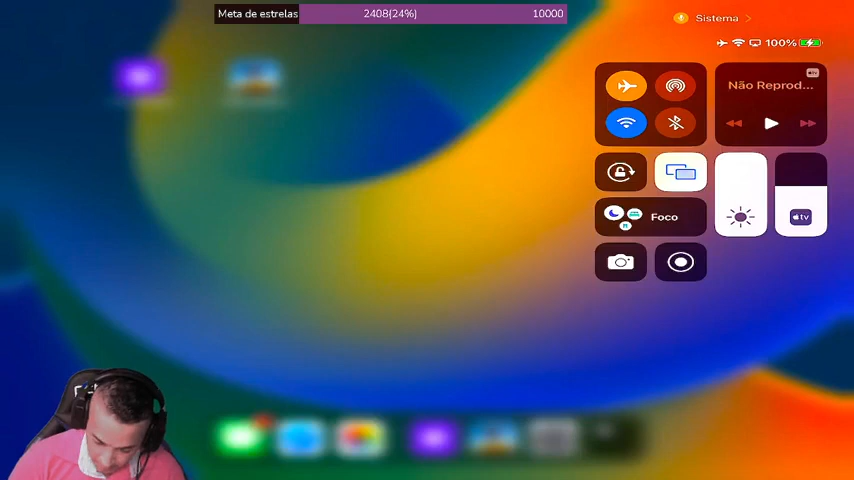 Meta de estrelas 2408(24%) 10000
Sistema
100%
Não Reprod...
Foco
tv